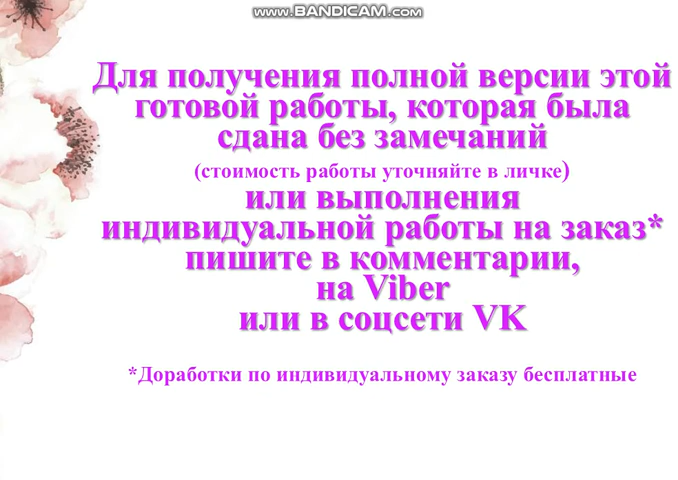 www.BANDICAM.com
Для получения полной версии этой
готовой работы, которая была
сдана без замечаний
(стоимость работы уточняйте в личке)
или выполнения
индивидуальной работы на заказ*
пишите в комментарии,
на Viber
или в соцсети VK
*Доработки по индивидуальному заказу бесплатные